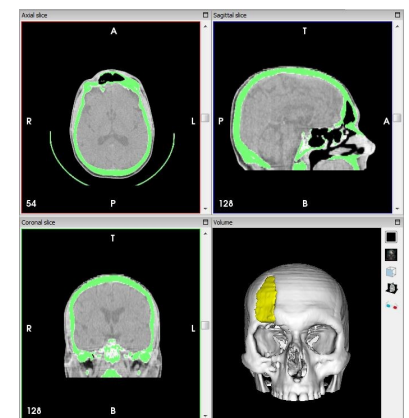 Axial slice
A
R
L
54
P
Sagittal slice
T
P
A
128
B
Coronal slice
T
R
L
128
B
Volume